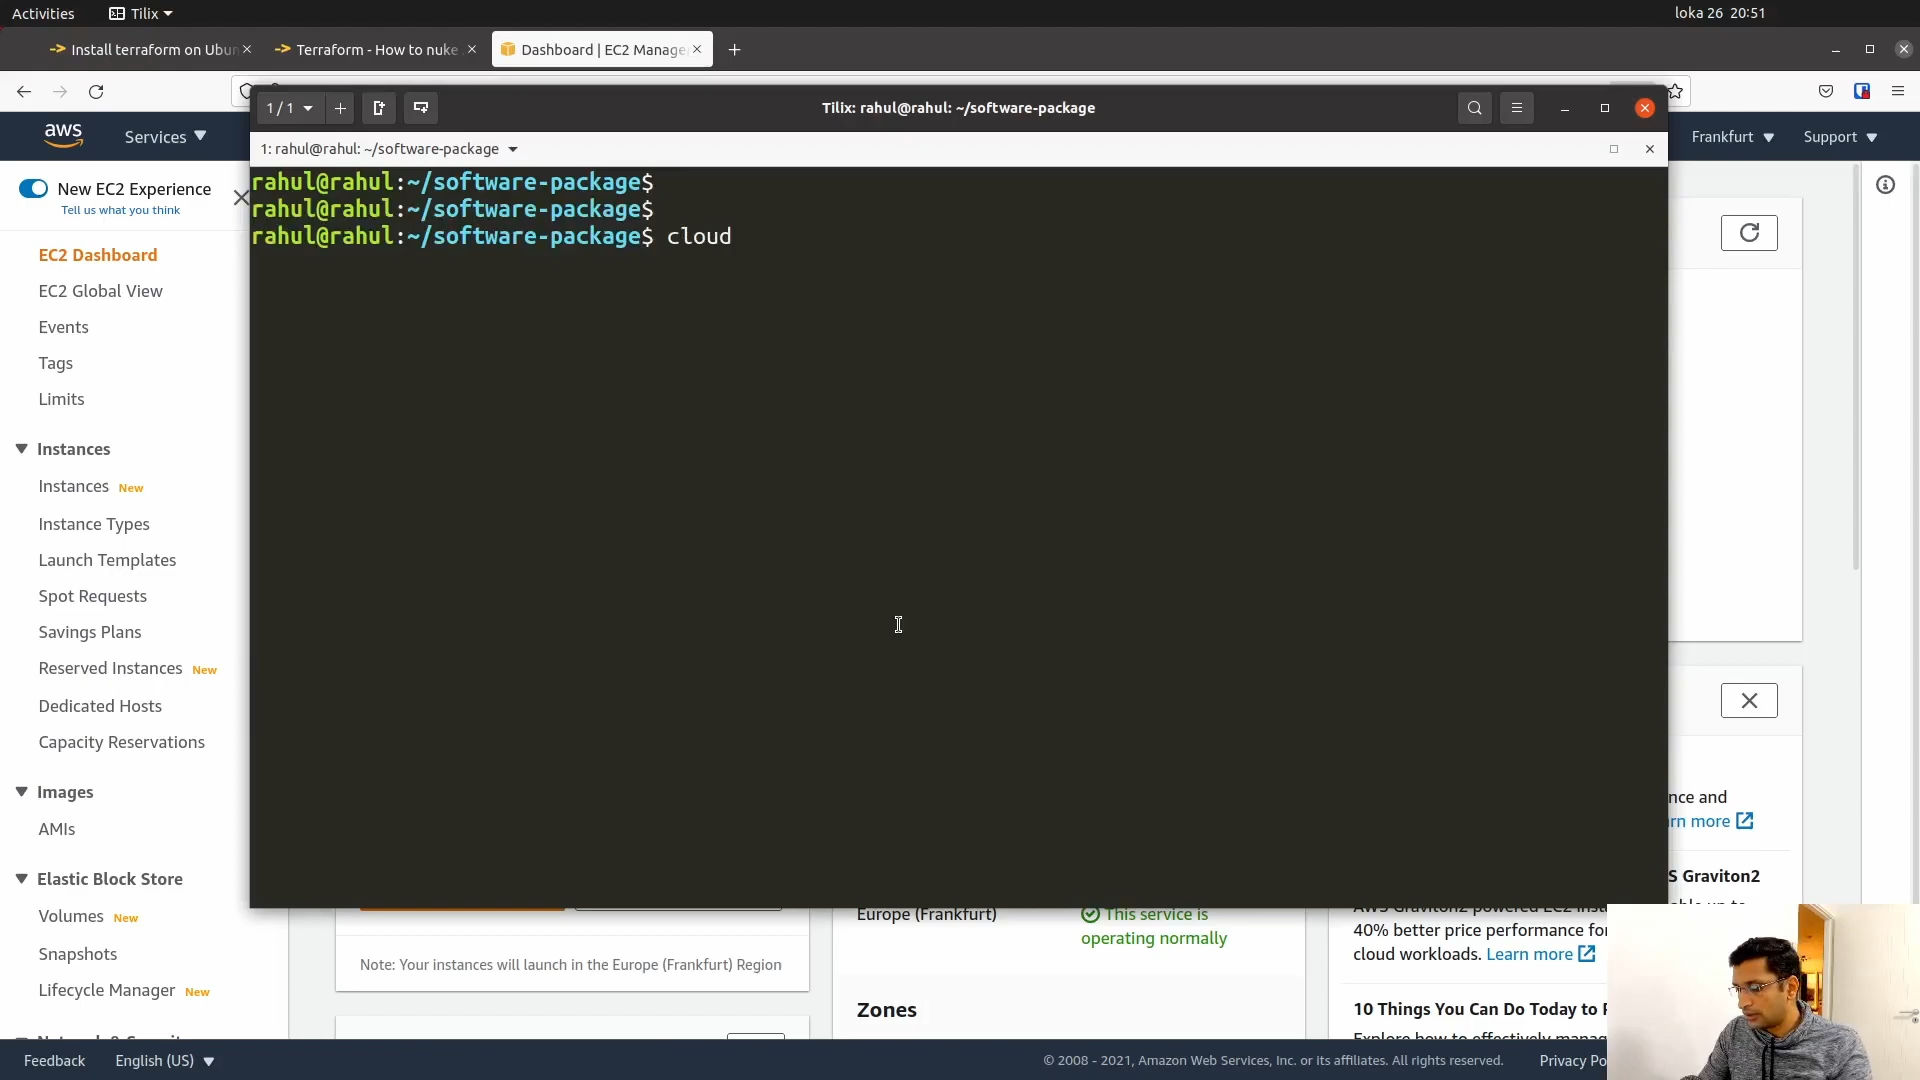 Activities
Tilix
loka 26 20:51
Install terraform on Ubun
Terraform - How to nuke
Dashboard | EC2 Manage
1 / 1
Tilix: rahul@rahul: ~/software-package
aws
Services
Frankfurt
Support
1: rahul@rahul: ~/software-package
rahul@rahul:~/software-package$
rahul@rahul:~/software-package$
rahul@rahul:~/software-package$ cloud
New EC2 Experience
Tell us what you think
EC2 Dashboard
EC2 Global View
Events
Tags
Limits
Instances
Instances New
Instance Types
Launch Templates
Spot Requests
Savings Plans
Reserved Instances New
Dedicated Hosts
Capacity Reservations
Images
AMIs
Elastic Block Store
Volumes New
Snapshots
Lifecycle Manager New
Note: Your instances will launch in the Europe (Frankfurt) Region
Europe (Frankfurt)
This service is
operating normally
Zones
nce and
rn more
S Graviton2
AWS Graviton2 powered EC2 inst
40% better price performance for
cloud workloads. Learn more
10 Things You Can Do Today to R
Feedback
English (US)
© 2008 - 2021, Amazon Web Services, Inc. or its affiliates. All rights reserved.
Privacy Po